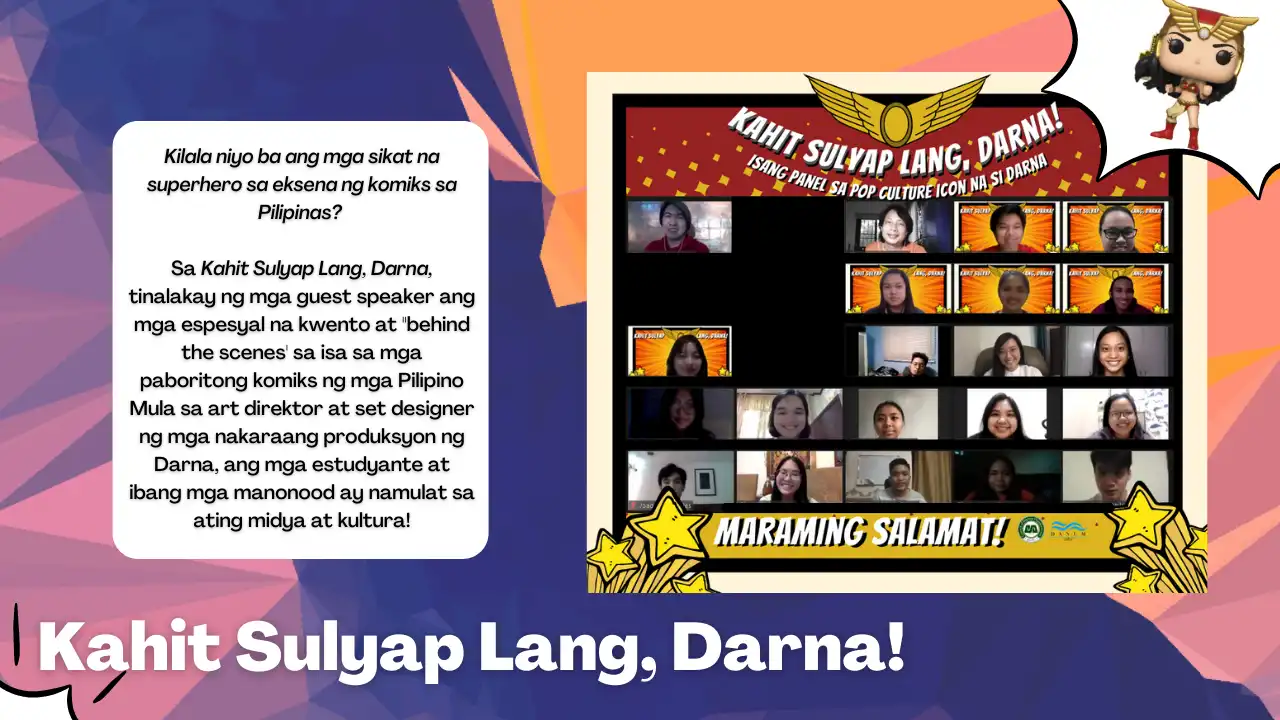 Kilala niyo ba ang mga sikat na
superhero sa eksena ng komiks sa
Pilipinas?
Sa Kahit Sulyap Lang, Darna,
tinalakay ng mga guest speaker ang
mga espesyal na kwento at "behind
the scenes' sa isa sa mga
paboritong komiks ng mga Pilipino
Mula sa art direktor at set designer
ng mga nakaraang produksyon ng
Darna, ang mga estudyante at
ibang mga manonood ay namulat sa
ating midya at kultura!
KAHIT SULYAP LANG, DARNA!
ISANG PANEL SA POP CULTURE ICON NA SI DARNA
MARAMING SALAMAT!
Kahit Sulyap Lang, Darna!